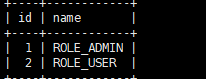 +----+------------+
| id | name       |
+----+------------+
|  1 | ROLE_ADMIN |
|  2 | ROLE_USER  |
+----+------------+